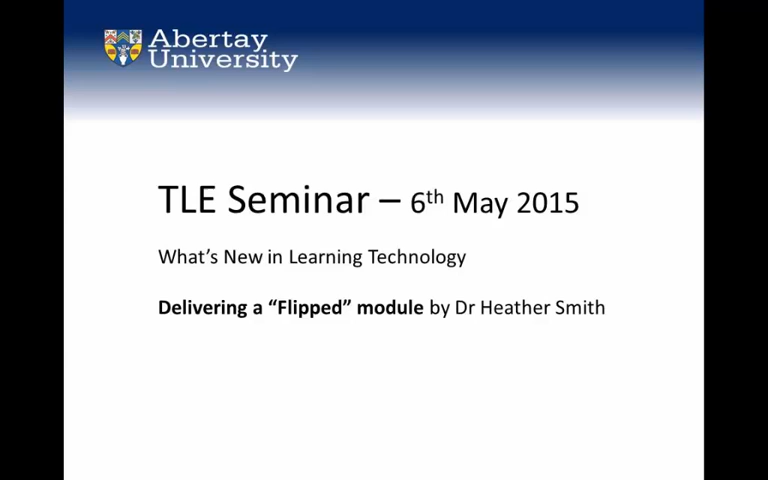 Abertay
University
TLE Seminar – 6th May 2015
What's New in Learning Technology
Delivering a “Flipped” module by Dr Heather Smith